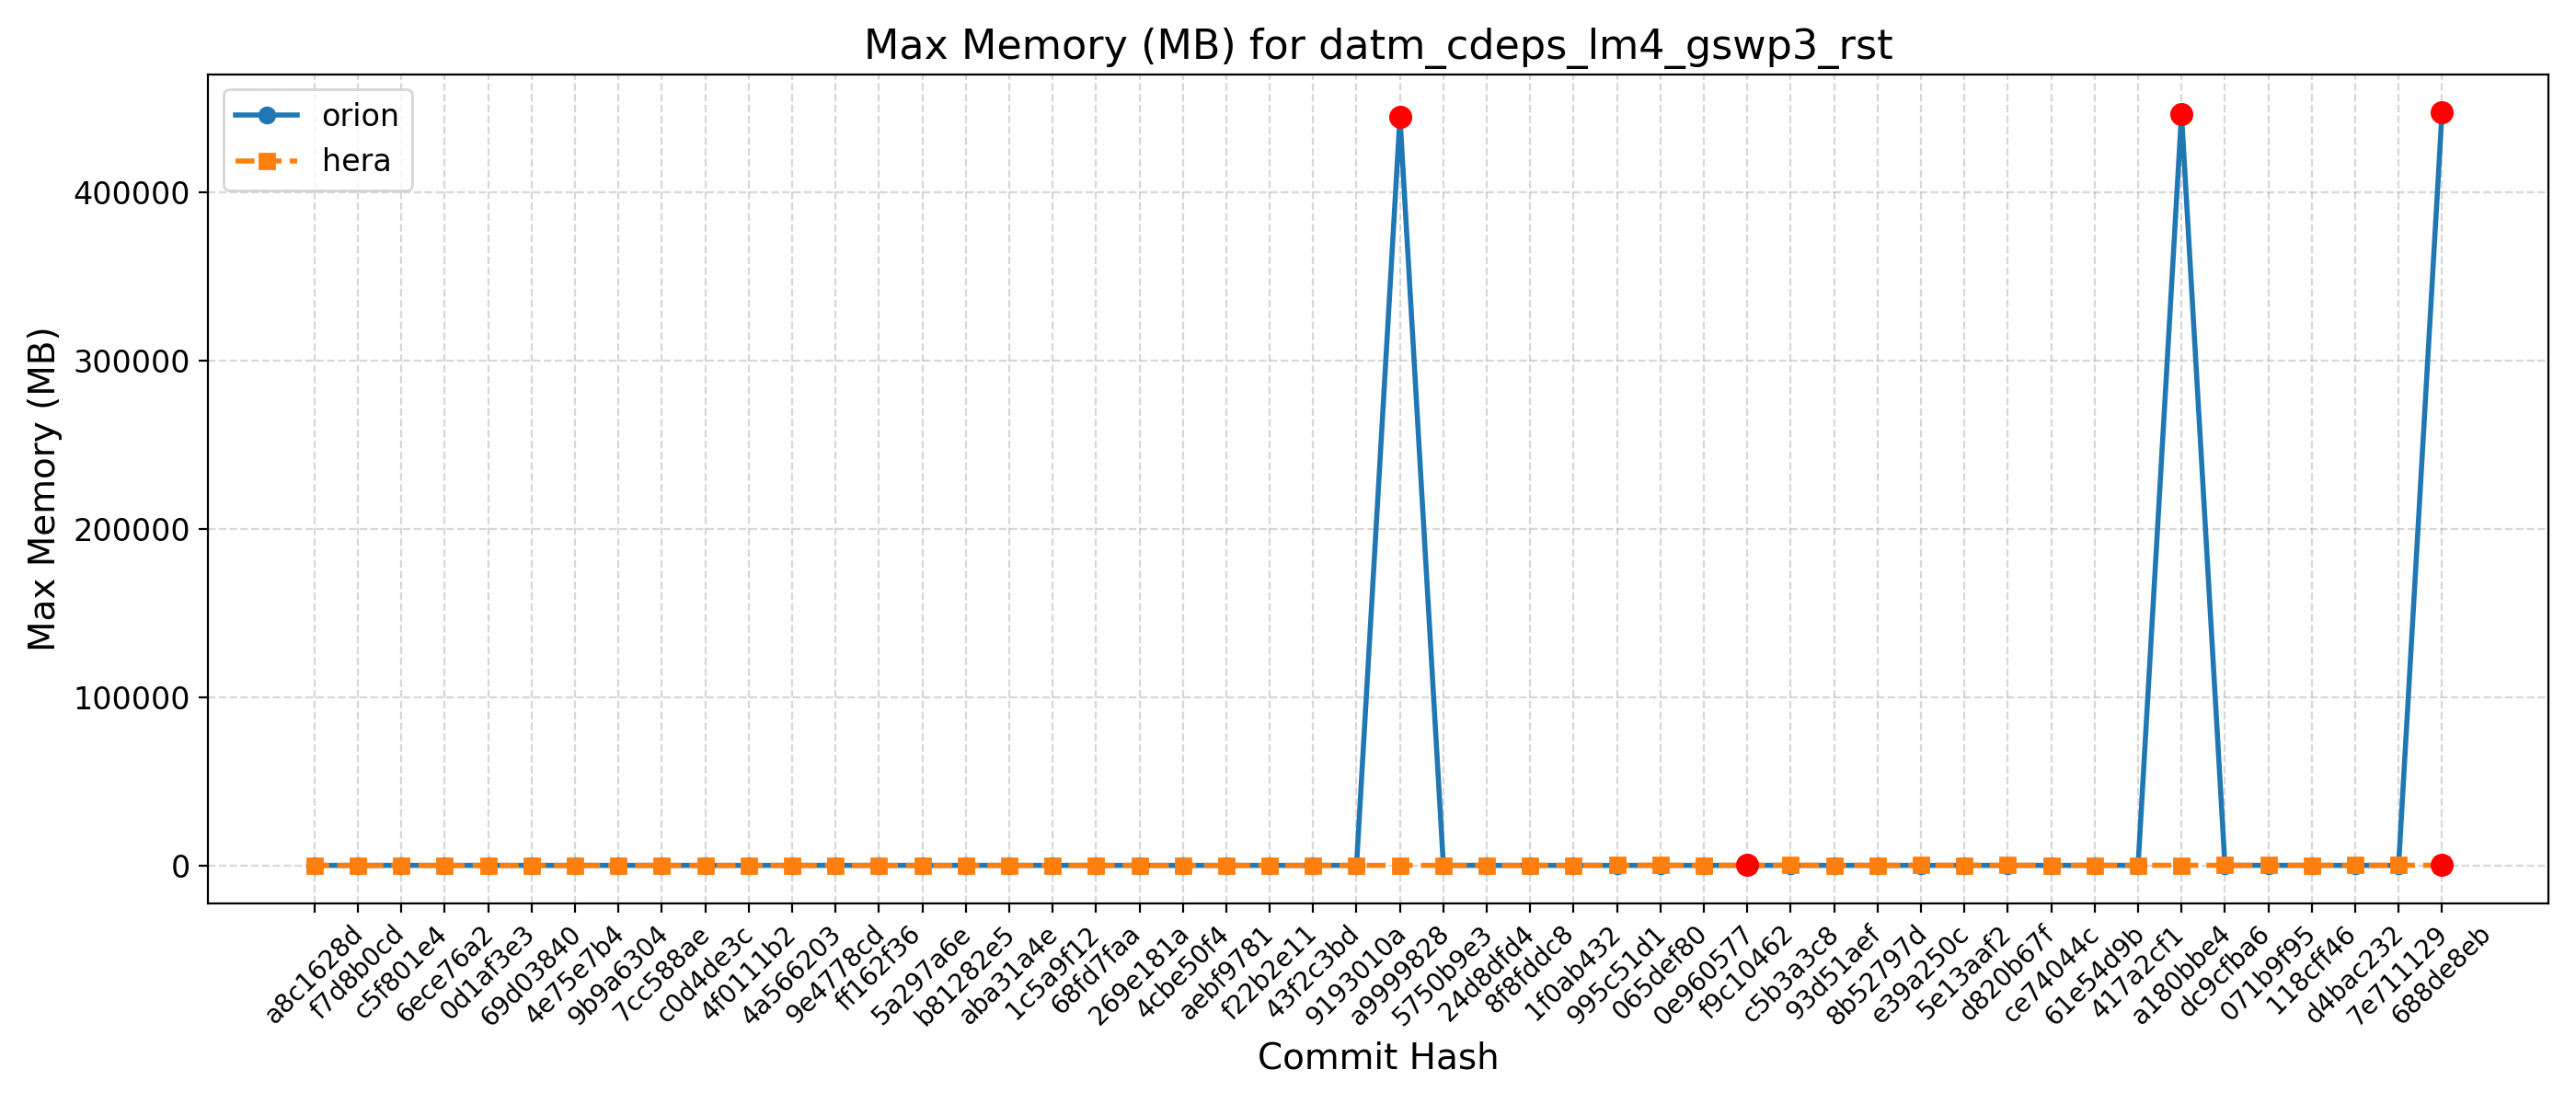 Max Memory (MB) for datm_cdeps_lm4_gswp3_rst
orion
hera
Max Memory (MB)
400000
300000
200000
100000
0
a8c1628d
f7d8b0cd
c5f801e4
6ece76a2
0d1af3e3
69d03840
4e75e7b4
9b9a6304
7cc588ae
c0d4de3c
4f0111b2
4a566203
9e4778cd
ff162f36
5a297a6e
b81282e5
aba31a4e
1c5a9f12
68fd7faa
269e181a
4cbe50f4
aebf9781
f22b2e11
43f2c3bd
9193010a
a9999828
5750b9e3
24d8dfd4
8f8fddc8
1f0ab432
995c51d1
065def80
0e960577
f9c10462
c5b3a3c8
93d51aef
8b52797d
e39a250c
5e13aaf2
d820b67f
ce74044c
61e54d9b
417a2cf1
a180bbe4
dc9cfba6
071b9f95
118cff46
d4bac232
7e711129
688de8eb
Commit Hash